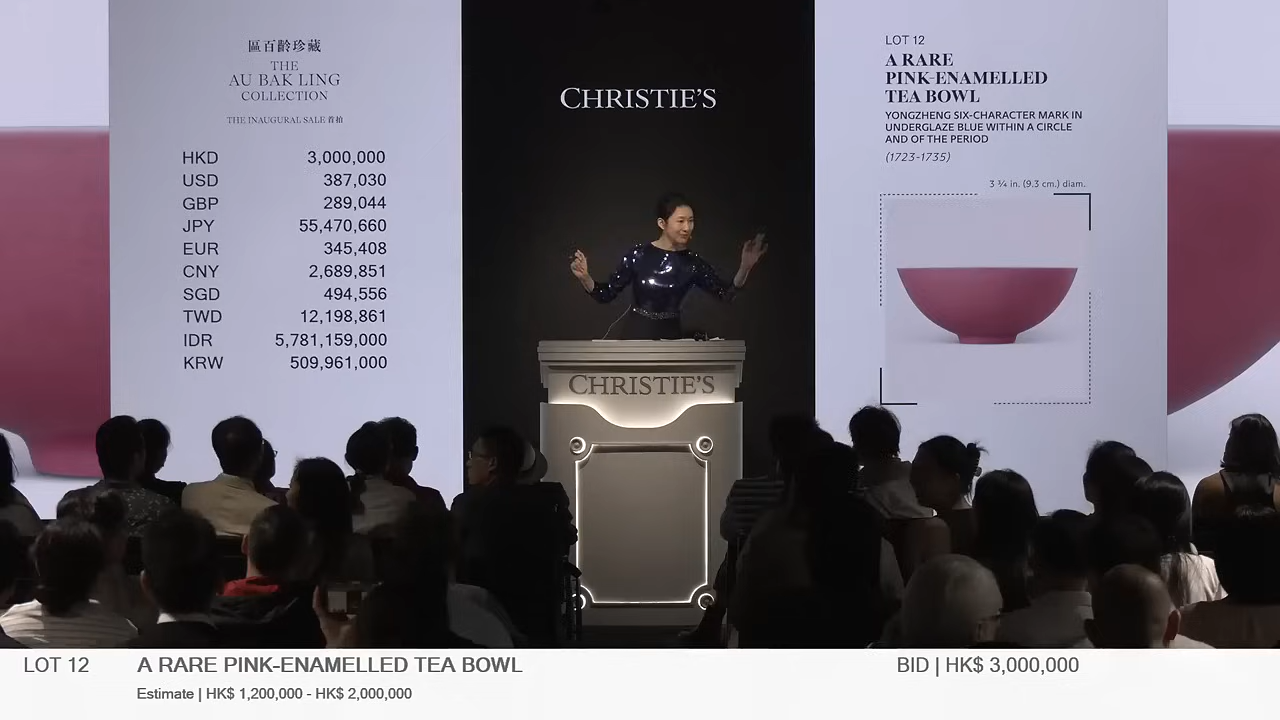 區百齡珍藏
THE
AU BAK LING
COLLECTION
THE INAUGURAL SALE 首拍
HKD 3,000,000
USD 387,030
GBP 289,044
JPY 55,470,660
EUR 345,408
CNY 2,689,851
SGD 494,556
TWD 12,198,861
IDR 5,781,159,000
KRW 509,961,000
CHRISTIE'S
CHRISTIE'S
LOT 12
A RARE
PINK-ENAMELLED
TEA BOWL
YONGZHENG SIX-CHARACTER MARK IN
UNDERGLAZE BLUE WITHIN A CIRCLE
AND OF THE PERIOD
(1723-1735)
3 ¾ in. (9.3 cm.) diam.
LOT 12 A RARE PINK-ENAMELLED TEA BOWL BID | HK$ 3,000,000
Estimate | HK$ 1,200,000 - HK$ 2,000,000